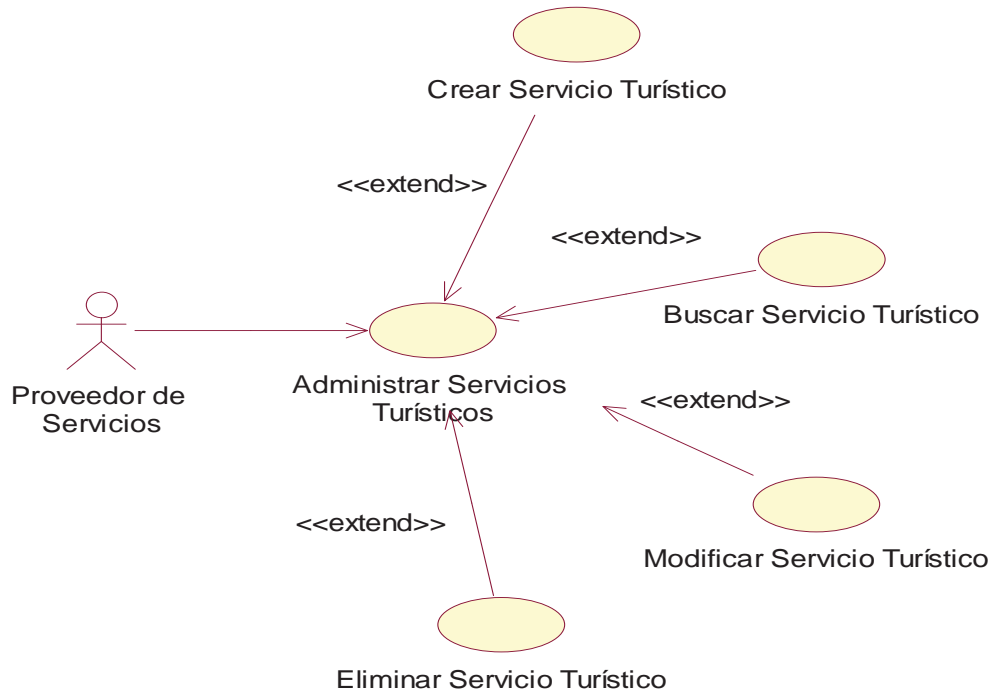 Crear Servicio Turístico
<<extend>>
<<extend>>
Buscar Servicio Turístico
Proveedor de
Servicios
Administrar Servicios
Turísticos
<<extend>>
<<extend>>
Modificar Servicio Turístico
Eliminar Servicio Turístico